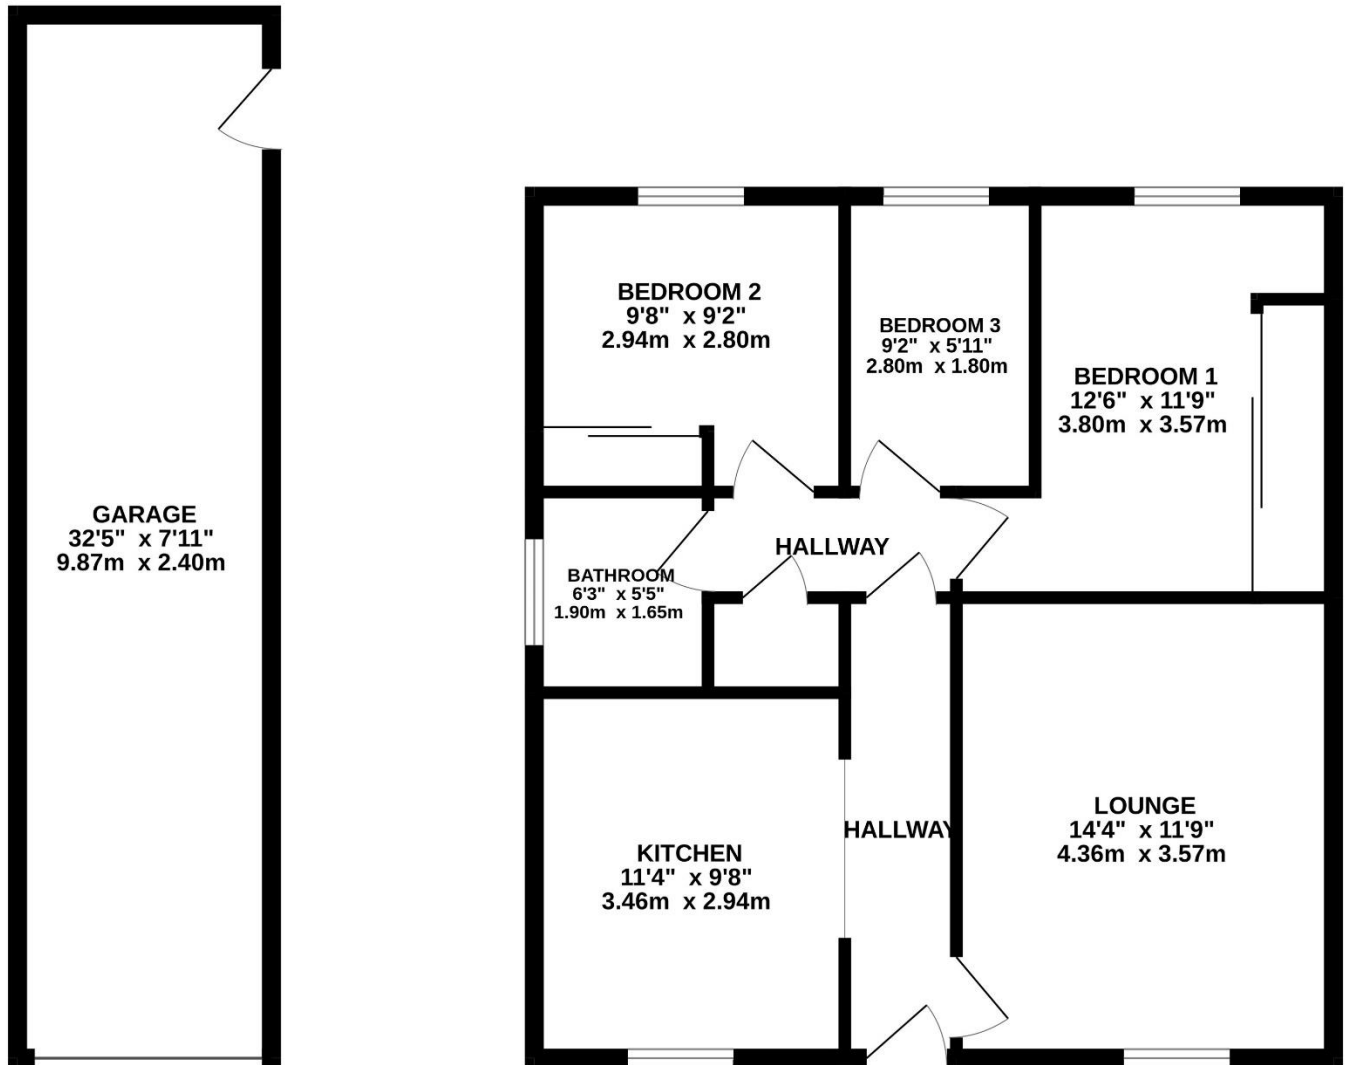 GARAGE
32'5" x 7'11"
9.87m x 2.40m
BEDROOM 2
9'8" x 9'2"
2.94m x 2.80m
BEDROOM 3
9'2" x 5'11"
2.80m x 1.80m
BEDROOM 1
12'6" x 11'9"
3.80m x 3.57m
HALLWAY
BATHROOM
6'3" x 5'5"
1.90m x 1.65m
KITCHEN
11'4" x 9'8"
3.46m x 2.94m
HALLWAY
LOUNGE
14'4" x 11'9"
4.36m x 3.57m